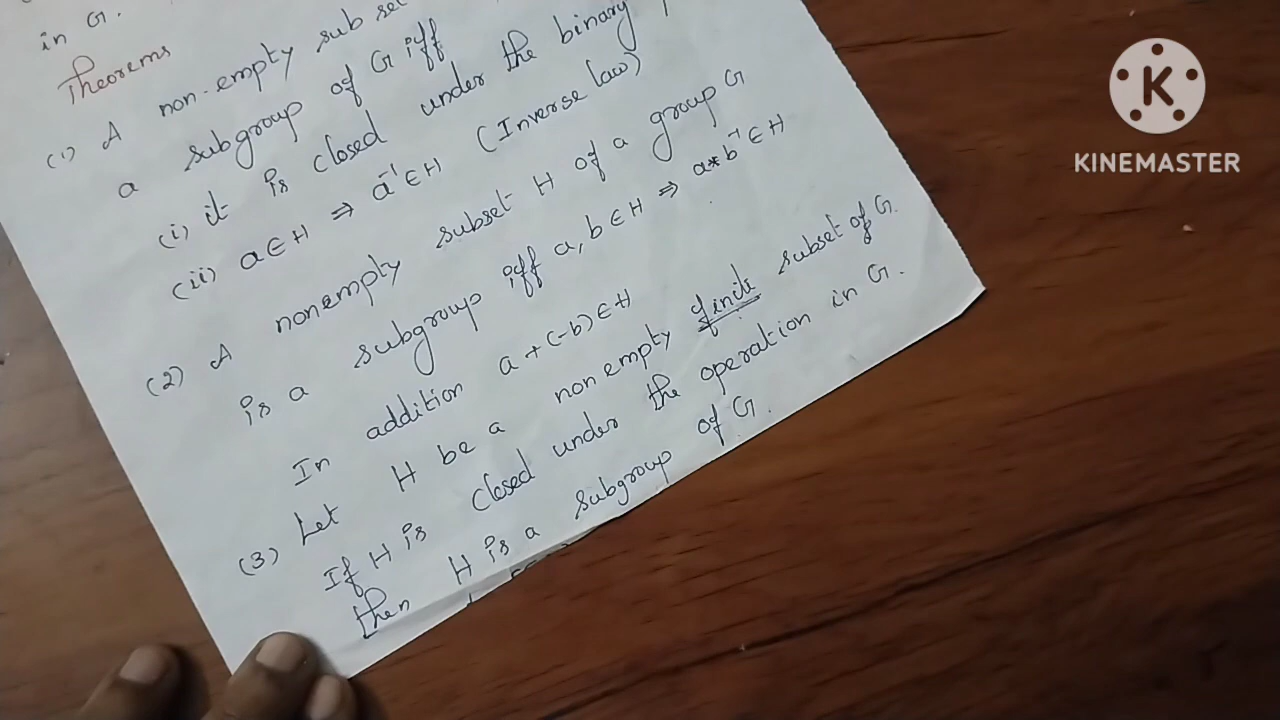 in G.
Theorems
(1) A non-empty sub set
a subgroup of G iff
(i) it is closed under the binary
(ii) a∈H ⇒ a⁻¹∈H (Inverse law)
(2) A nonempty subset H of a group G
is a subgroup iff a, b∈H ⇒ a*b⁻¹∈H
In addition a+(-b)∈H
(3) Let H be a non empty finite subset of G.
If H is closed under the operation in G.
then H is a subgroup of G.
K
KINEMASTER